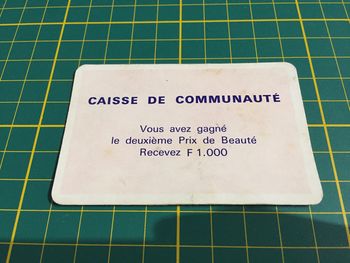 CAISSE DE COMMUNAUTÉ
Vous avez gagné
le deuxième Prix de Beauté
Recevez F 1.000